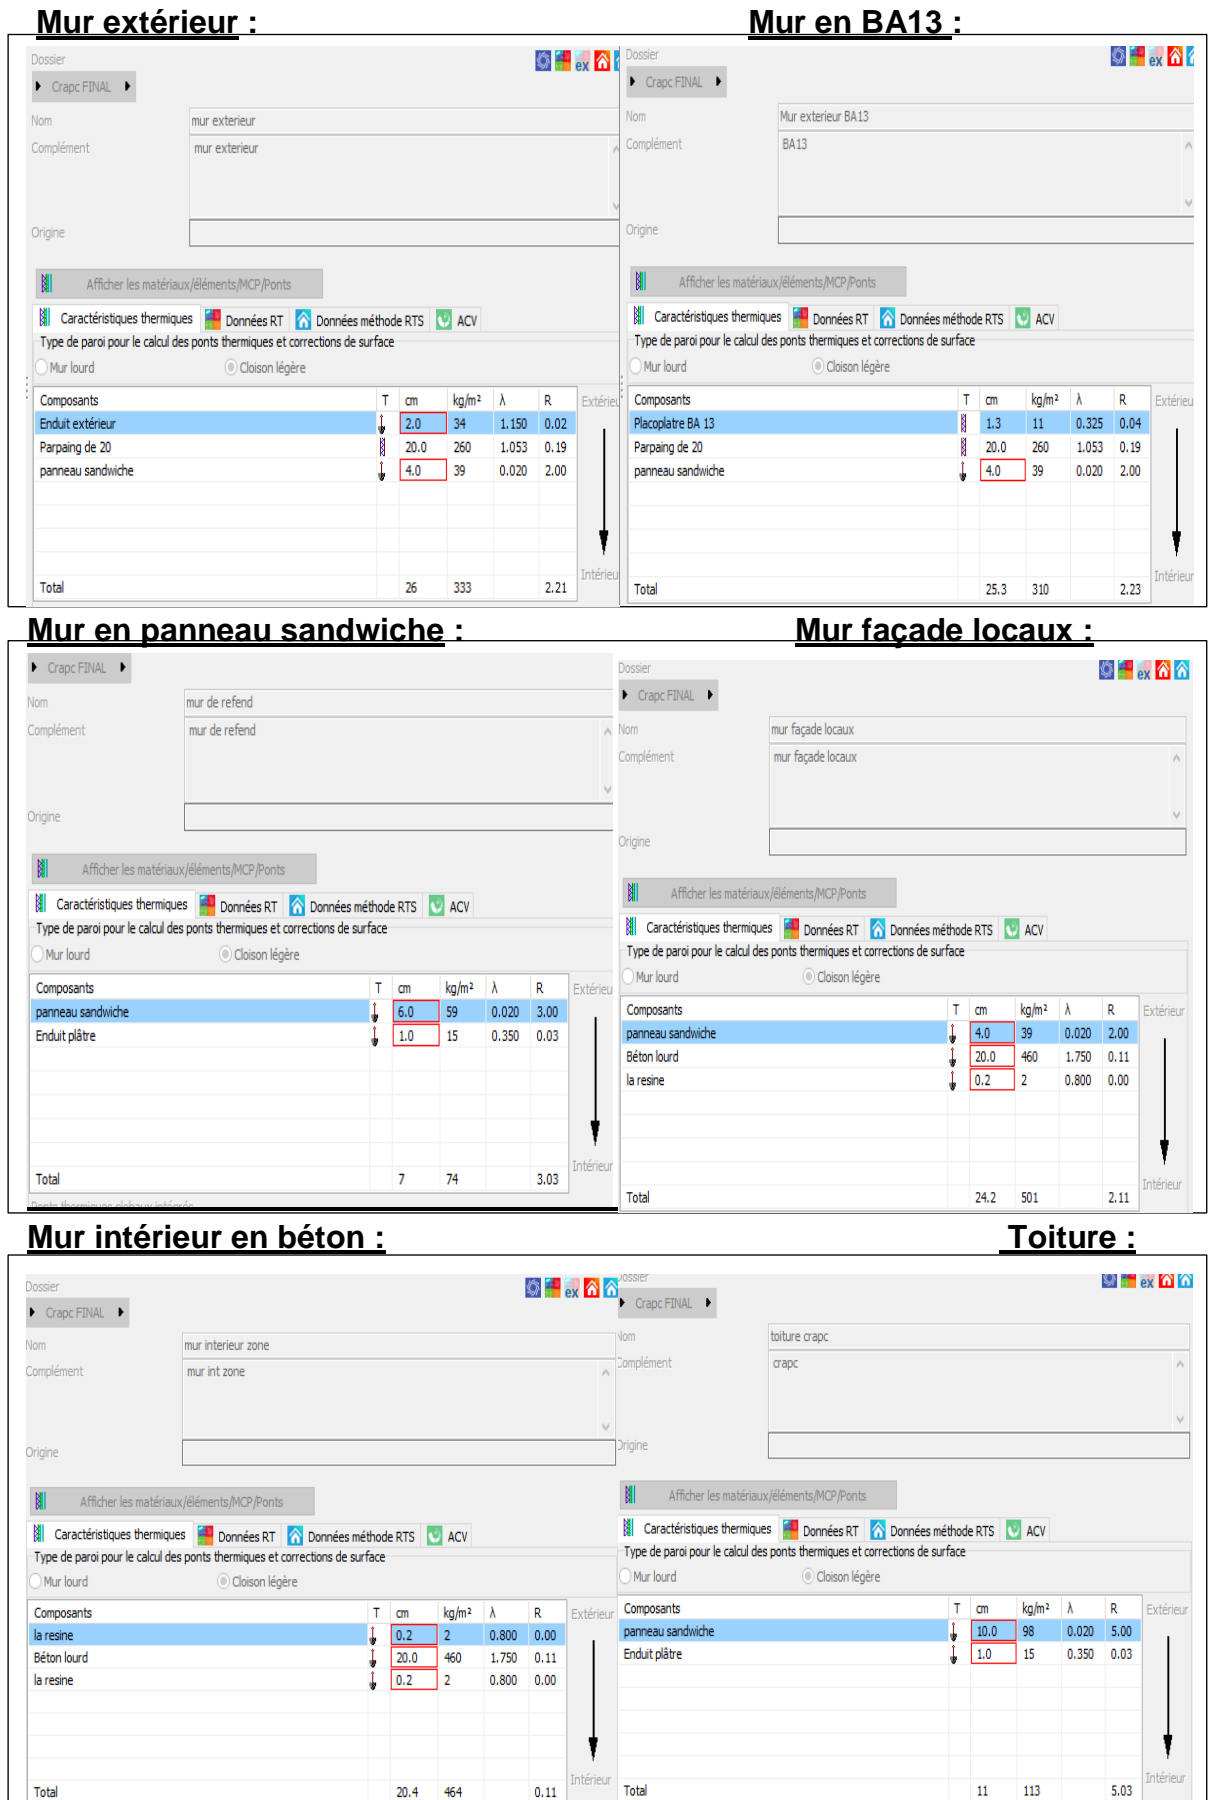 Mur extérieur :
Dossier
ex
Crapc FINAL
Nom
mur exterieur
Complément
mur exterieur
Origine
Afficher les matériaux/éléments/MCP/Ponts
Caractéristiques thermiques Données RT Données méthode RTS ACV
Type de paroi pour le calcul des ponts thermiques et corrections de surface
Mur lourd Cloison légère
Composants T cm kg/m² λ R Extérieu
Enduit extérieur 2.0 34 1.150 0.02
Parpaing de 20 20.0 260 1.053 0.19
panneau sandwiche 4.0 39 0.020 2.00
Intérieu
Total 26 333 2.21
Mur en BA13 :
Dossier
ex
Crapc FINAL
Nom
Mur exterieur BA13
Complément
BA13
Origine
Afficher les matériaux/éléments/MCP/Ponts
Caractéristiques thermiques Données RT Données méthode RTS ACV
Type de paroi pour le calcul des ponts thermiques et corrections de surface
Mur lourd Cloison légère
Composants T cm kg/m² λ R Extérieu
Placoplatre BA 13 1.3 11 0.325 0.04
Parpaing de 20 20.0 260 1.053 0.19
panneau sandwiche 4.0 39 0.020 2.00
Intérieur
Total 25.3 310 2.23
Mur en panneau sandwiche :
Crapc FINAL
Nom
mur de refend
Complément
mur de refend
Origine
Afficher les matériaux/éléments/MCP/Ponts
Caractéristiques thermiques Données RT Données méthode RTS ACV
Type de paroi pour le calcul des ponts thermiques et corrections de surface
Mur lourd Cloison légère
Composants T cm kg/m² λ R Extérieu
panneau sandwiche 6.0 59 0.020 3.00
Enduit plâtre 1.0 15 0.350 0.03
Intérieur
Total 7 74 3.03
Ponts thermiques globaux intégrés
Mur façade locaux :
Dossier
ex
Crapc FINAL
Nom
mur façade locaux
Complément
mur façade locaux
Origine
Afficher les matériaux/éléments/MCP/Ponts
Caractéristiques thermiques Données RT Données méthode RTS ACV
Type de paroi pour le calcul des ponts thermiques et corrections de surface
Mur lourd Cloison légère
Composants T cm kg/m² λ R Extérieur
panneau sandwiche 4.0 39 0.020 2.00
Béton lourd 20.0 460 1.750 0.11
la resine 0.2 2 0.800 0.00
Intérieur
Total 24.2 501 2.11
Mur intérieur en béton :
Dossier
ex
Crapc FINAL
Nom
mur interieur zone
Complément
mur int zone
Origine
Afficher les matériaux/éléments/MCP/Ponts
Caractéristiques thermiques Données RT Données méthode RTS ACV
Type de paroi pour le calcul des ponts thermiques et corrections de surface
Mur lourd Cloison légère
Composants T cm kg/m² λ R Extérieur
la resine 0.2 2 0.800 0.00
Béton lourd 20.0 460 1.750 0.11
la resine 0.2 2 0.800 0.00
Intérieur
Total 20.4 464 0.11
Toiture :
Dossier
ex
Crapc FINAL
Nom
toiture crapc
Complément
crapc
Origine
Afficher les matériaux/éléments/MCP/Ponts
Caractéristiques thermiques Données RT Données méthode RTS ACV
Type de paroi pour le calcul des ponts thermiques et corrections de surface
Mur lourd Cloison légère
Composants T cm kg/m² λ R Extérieur
panneau sandwiche 10.0 98 0.020 5.00
Enduit plâtre 1.0 15 0.350 0.03
Intérieur
Total 11 113 5.03